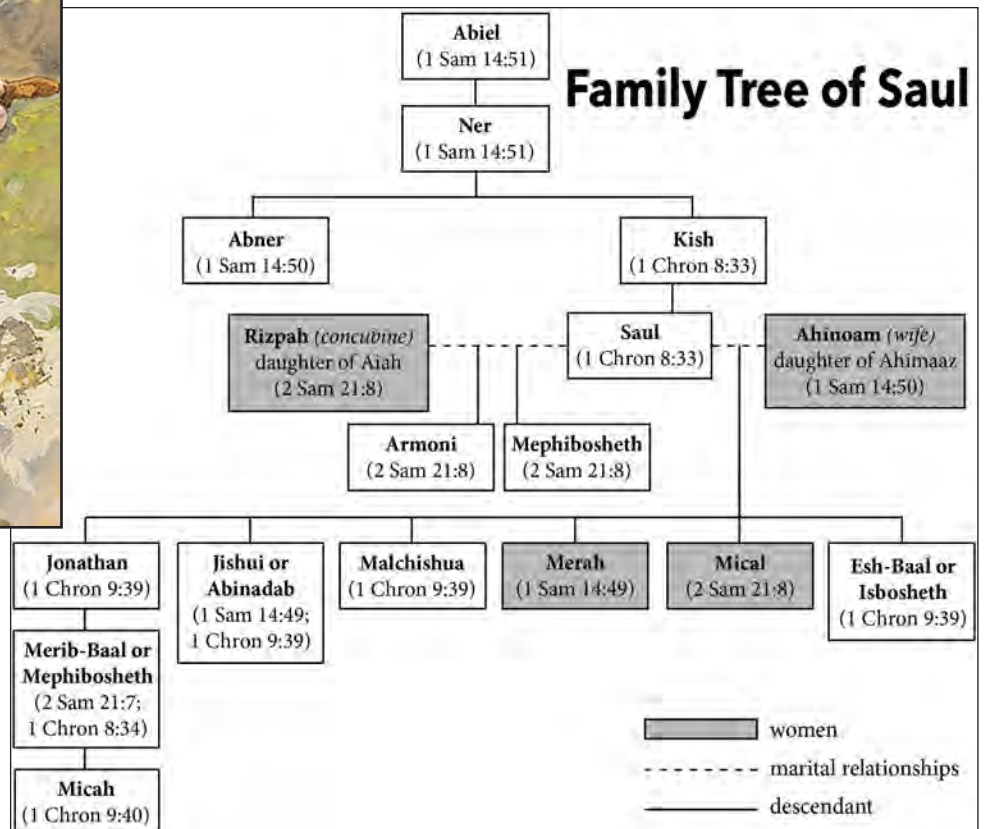 Family Tree of Saul
Abiel
(1 Sam 14:51)
Ner
(1 Sam 14:51)
Abner
(1 Sam 14:50)
Kish
(1 Chron 8:33)
Rizpah (concubine)
daughter of Aiah
(2 Sam 21:8)
Saul
(1 Chron 8:33)
Ahinoam (wife)
daughter of Ahimaaz
(1 Sam 14:50)
Armoni
(2 Sam 21:8)
Mephibosheth
(2 Sam 21:8)
Jonathan
(1 Chron 9:39)
Jishui or
Abinadab
(1 Sam 14:49;
1 Chron 9:39)
Malchishua
(1 Chron 9:39)
Merah
(1 Sam 14:49)
Mical
(2 Sam 21:8)
Esh-Baal or
Isbosheth
(1 Chron 9:39)
Merib-Baal or
Mephibosheth
(2 Sam 21:7;
1 Chron 8:34)
Micah
(1 Chron 9:40)
women
marital relationships
descendant